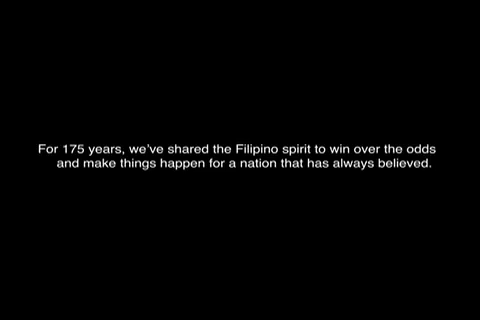 For 175 years, we've shared the Filipino spirit to win over the odds
and make things happen for a nation that has always believed.